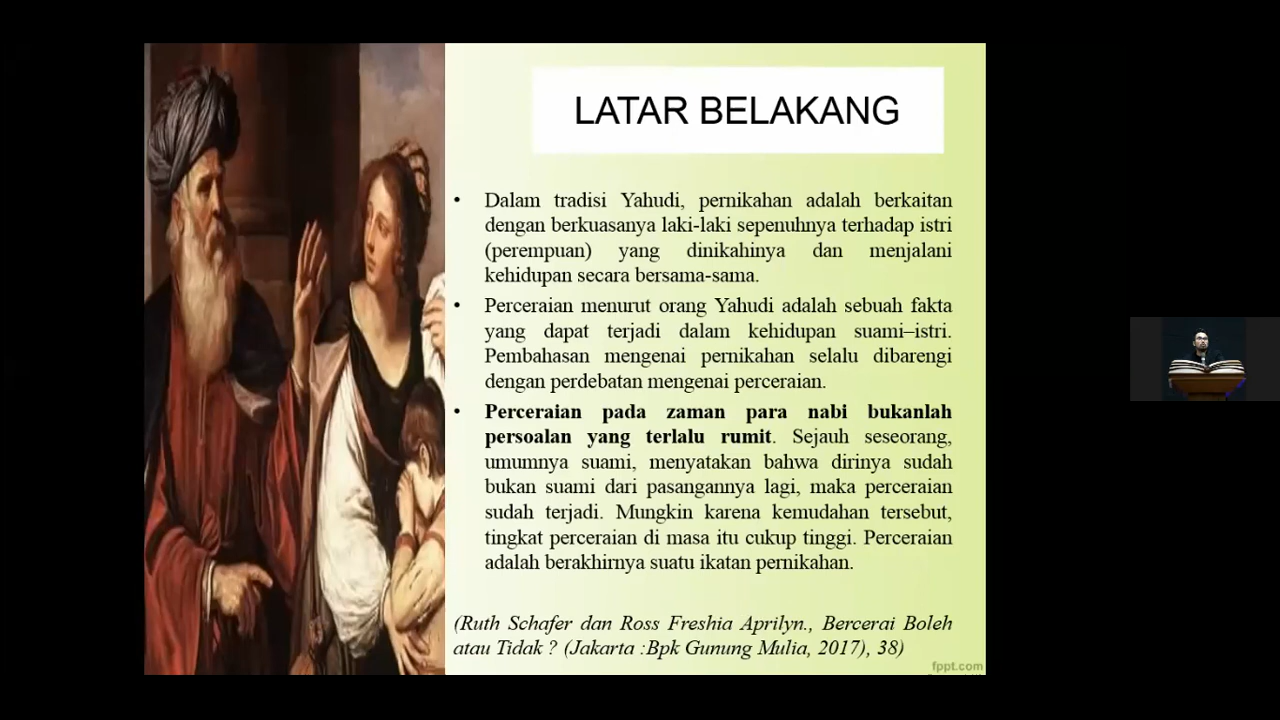 LATAR BELAKANG
• Dalam tradisi Yahudi, pernikahan adalah berkaitan
dengan berkuasanya laki-laki sepenuhnya terhadap istri
(perempuan) yang dinikahinya dan menjalani
kehidupan secara bersama-sama.
• Perceraian menurut orang Yahudi adalah sebuah fakta
yang dapat terjadi dalam kehidupan suami–istri.
Pembahasan mengenai pernikahan selalu dibarengi
dengan perdebatan mengenai perceraian.
• Perceraian pada zaman para nabi bukanlah
persoalan yang terlalu rumit. Sejauh seseorang,
umumnya suami, menyatakan bahwa dirinya sudah
bukan suami dari pasangannya lagi, maka perceraian
sudah terjadi. Mungkin karena kemudahan tersebut,
tingkat perceraian di masa itu cukup tinggi. Perceraian
adalah berakhirnya suatu ikatan pernikahan.
(Ruth Schafer dan Ross Freshia Aprilyn., Bercerai Boleh
atau Tidak ? (Jakarta :Bpk Gunung Mulia, 2017), 38)
fppt.com